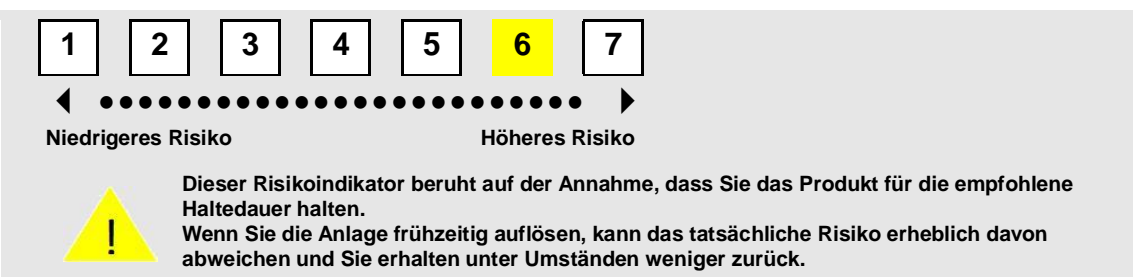 1 2 3 4 5 6 7
Niedrigeres Risiko Höheres Risiko
Dieser Risikoindikator beruht auf der Annahme, dass Sie das Produkt für die empfohlene
Haltedauer halten.
Wenn Sie die Anlage frühzeitig auflösen, kann das tatsächliche Risiko erheblich davon
abweichen und Sie erhalten unter Umständen weniger zurück.
!